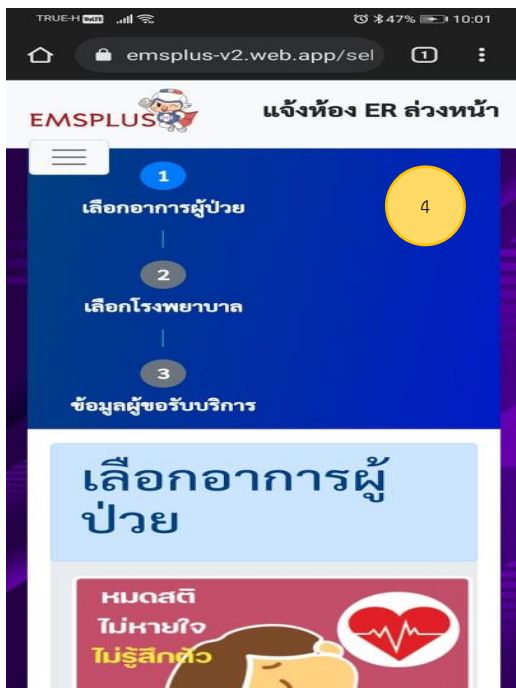 TRUE-H VoLTE 47% 10:01
emsplus-v2.web.app/sel 1
EMSPLUS แจ้งห้อง ER ล่วงหน้า
1
เลือกอาการผู้ป่วย
4
2
เลือกโรงพยาบาล
3
ข้อมูลผู้ขอรับบริการ
เลือกอาการผู้
ป่วย
หมดสติ
ไม่หายใจ
ไม่รู้สึกตัว